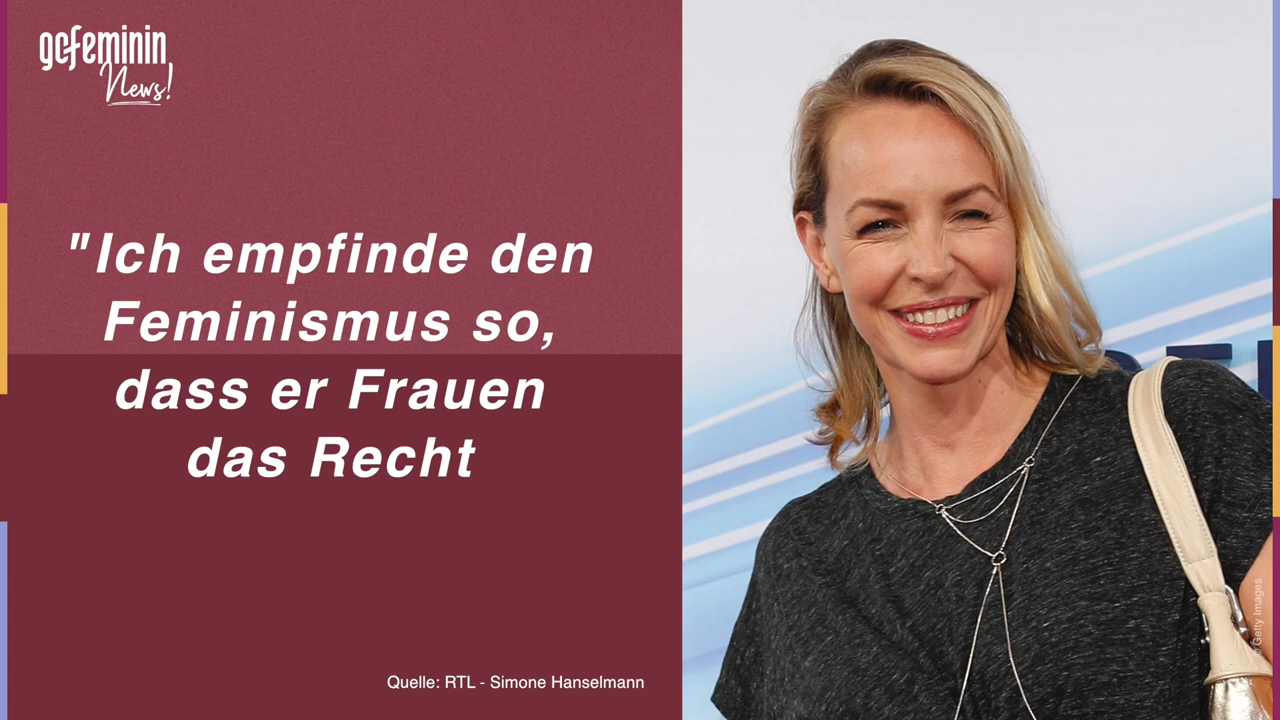 gofeminin
News!
"Ich empfinde den
Feminismus so,
dass er Frauen
das Recht
Quelle: RTL - Simone Hanselmann
© Getty Images